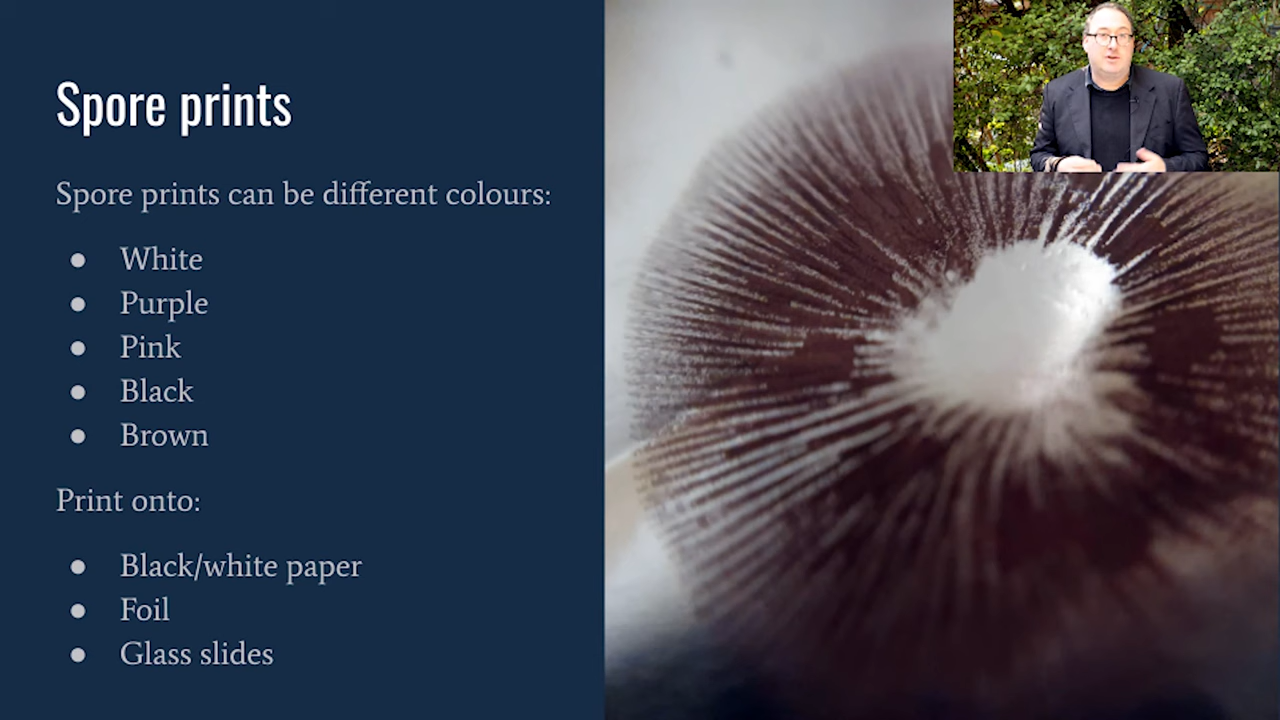 Spore prints
Spore prints can be different colours:
● White
● Purple
● Pink
● Black
● Brown
Print onto:
● Black/white paper
● Foil
● Glass slides